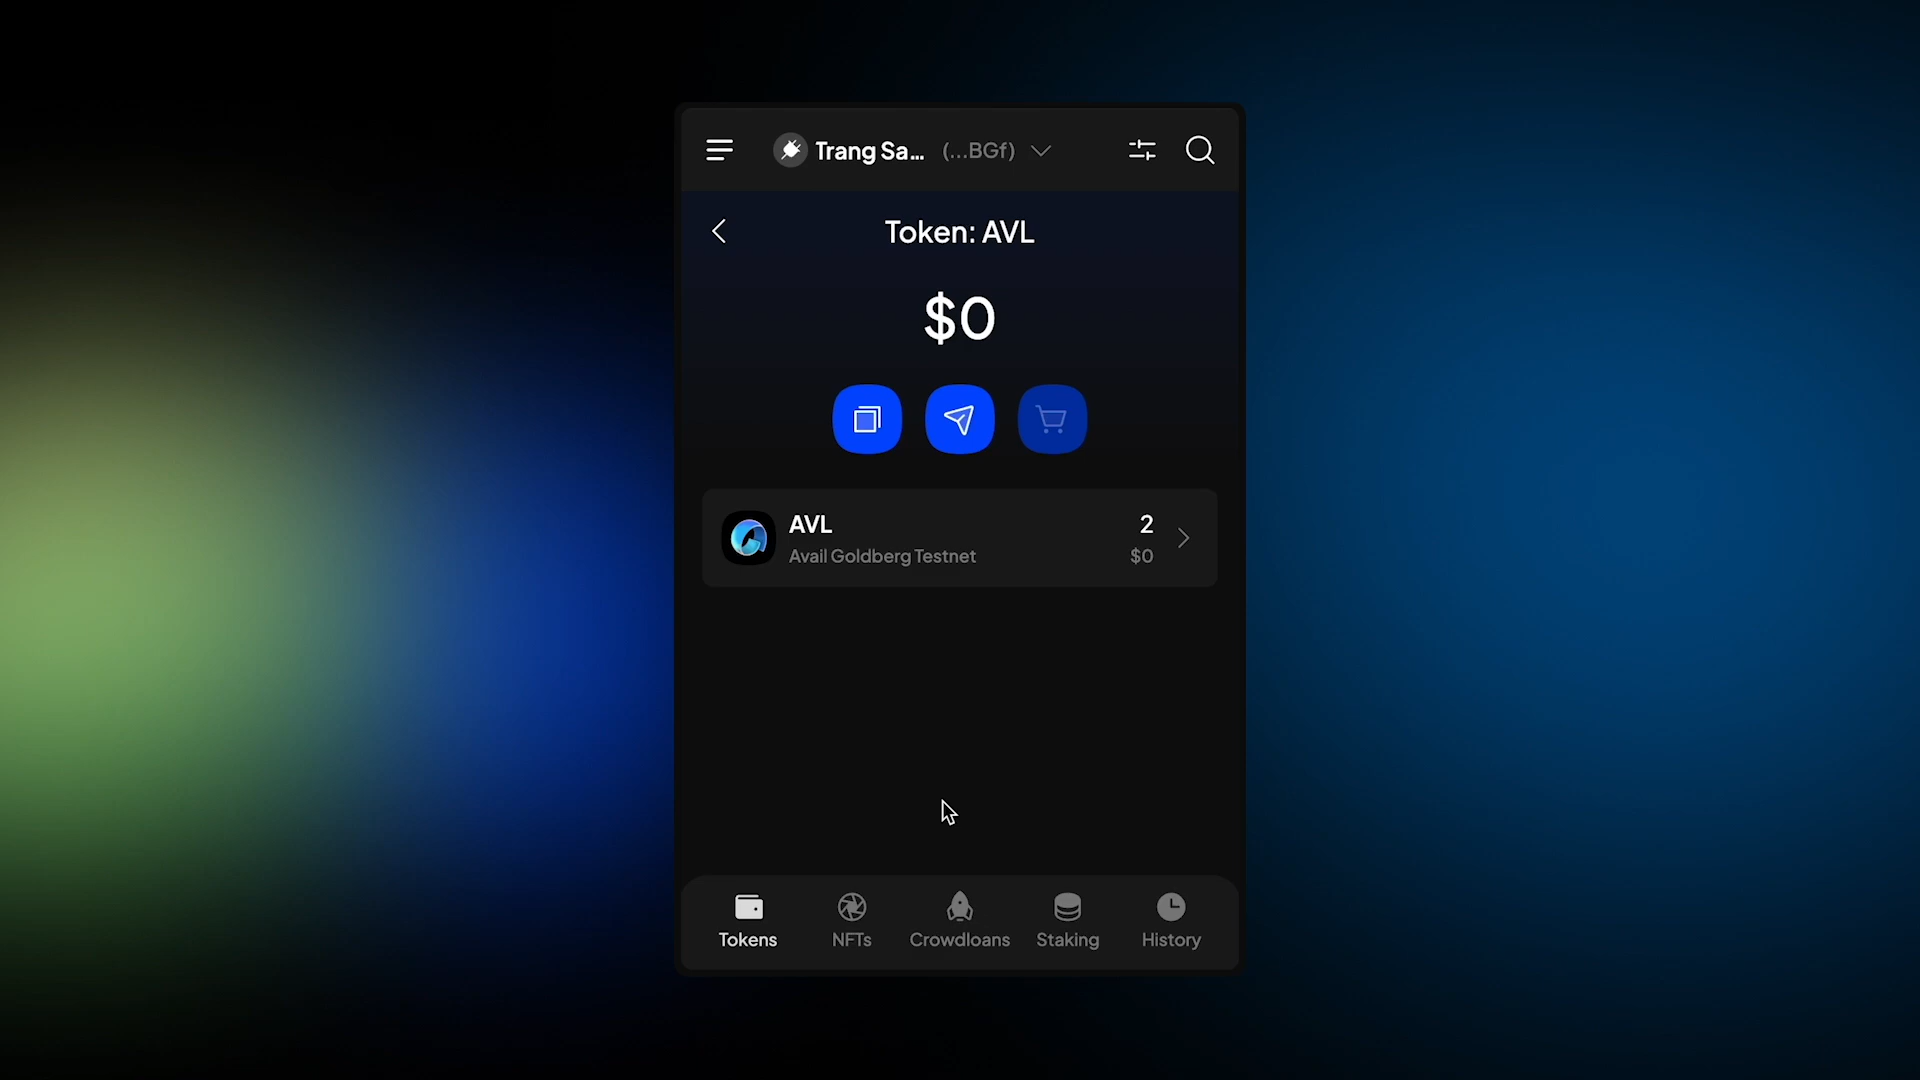 Trang Sa... (...BGf)
Token: AVL
$0
AVL 2
Avail Goldberg Testnet $0
Tokens NFTs Crowdloans Staking History